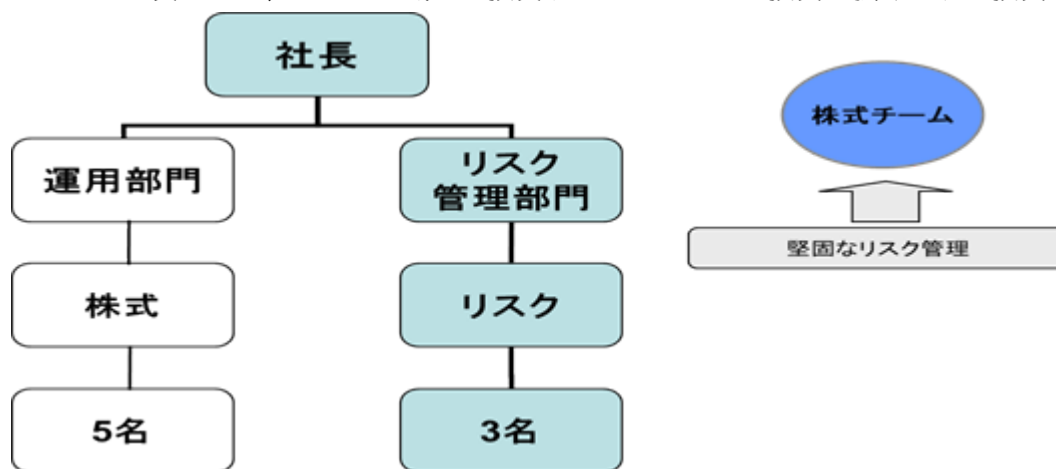 社長
運用部門
リスク
管理部門
株式
リスク
5名
3名
株式チーム
堅固なリスク管理